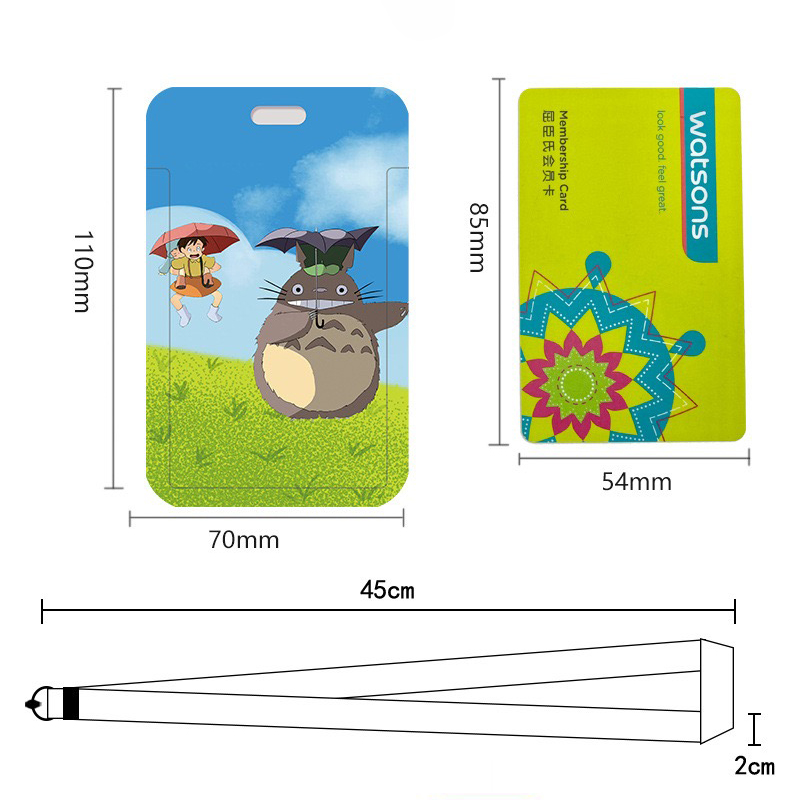 110mm
70mm
85mm
watsons
look good. feel great.
Membership Card
屈臣氏会员卡
54mm
45cm
2cm